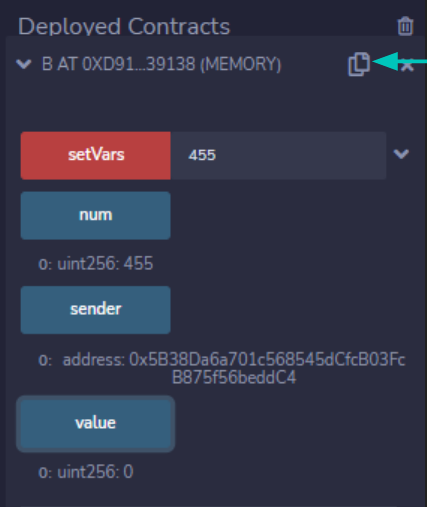 Deployed Contracts
B AT 0XD91...39138 (MEMORY)
setVars
455
num
0: uint256: 455
sender
0: address: 0x5B38Da6a701c568545dCfcB03Fc
B875f56beddC4
value
0: uint256: 0